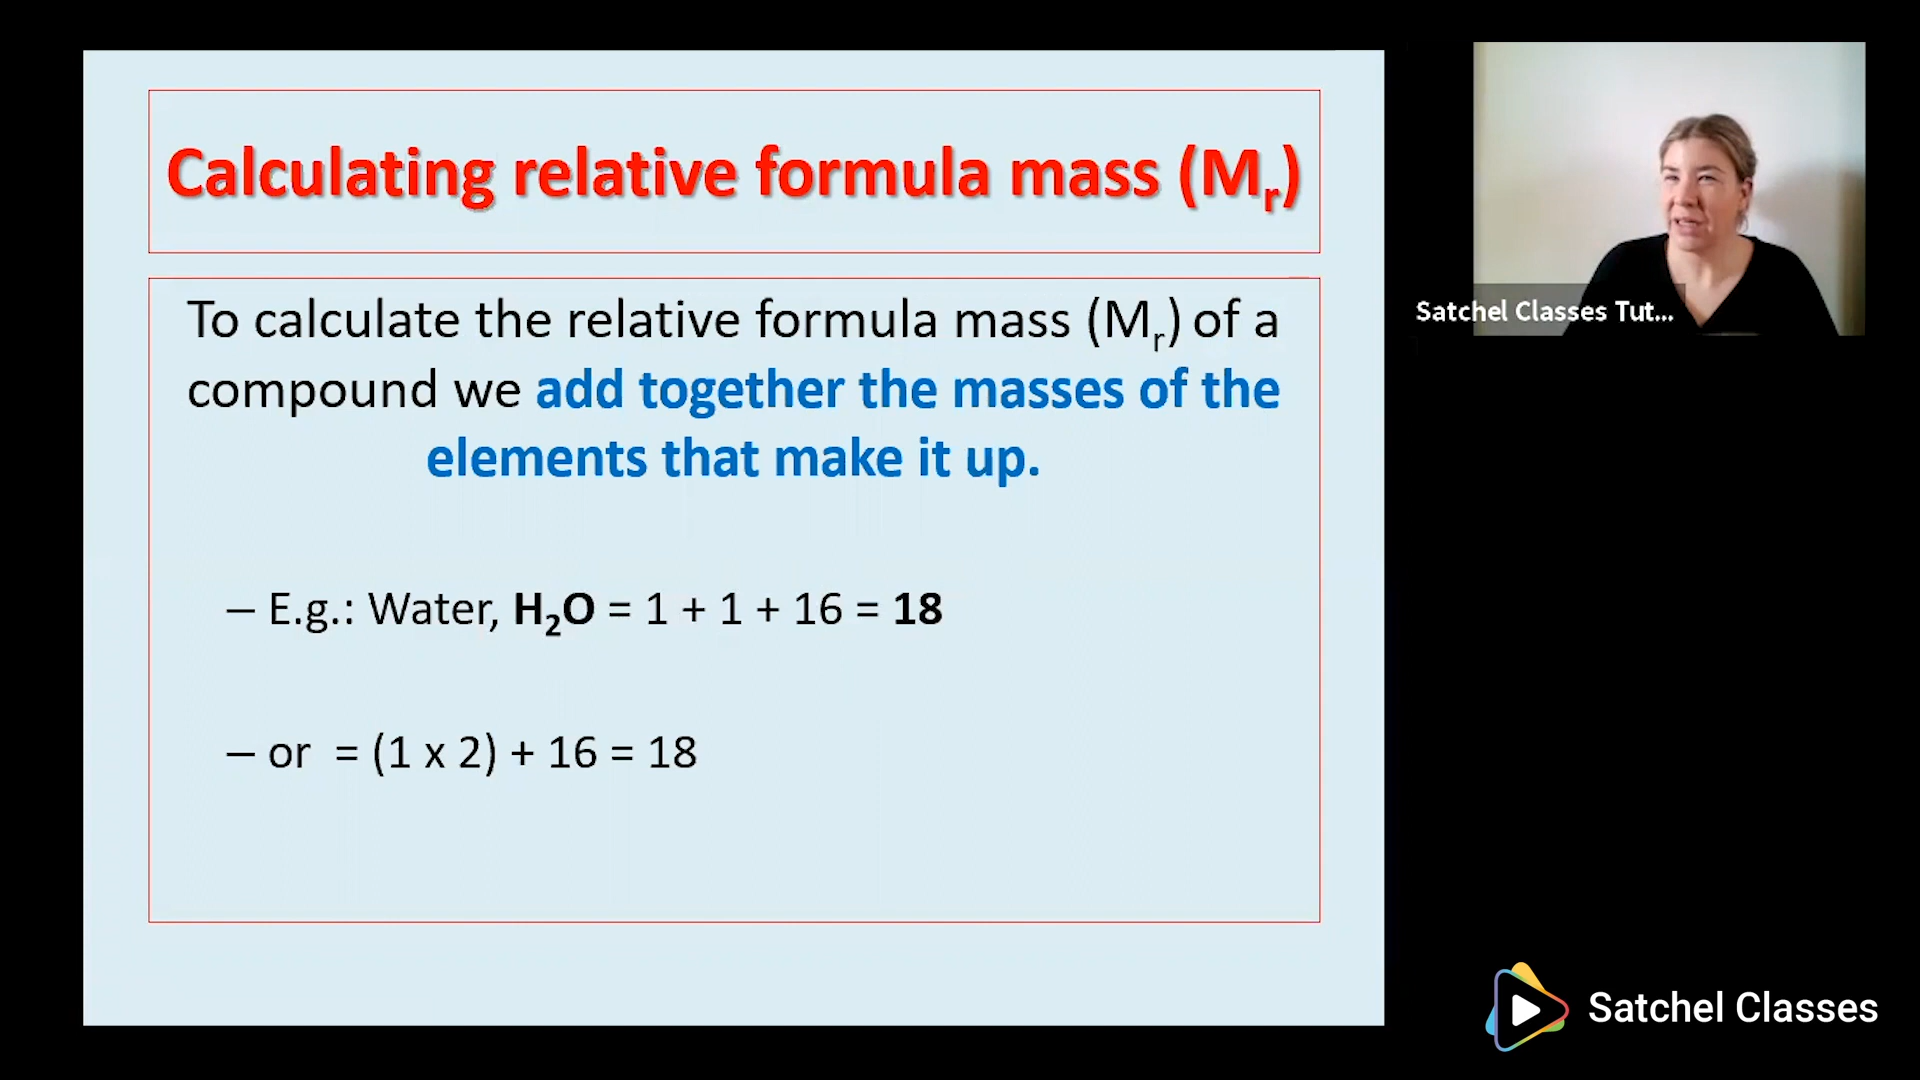 Calculating relative formula mass (Mᵣ)
To calculate the relative formula mass (Mᵣ) of a
compound we add together the masses of the
elements that make it up.
– E.g.: Water, H₂O = 1 + 1 + 16 = 18
– or = (1 x 2) + 16 = 18
Satchel Classes Tut...
Satchel Classes